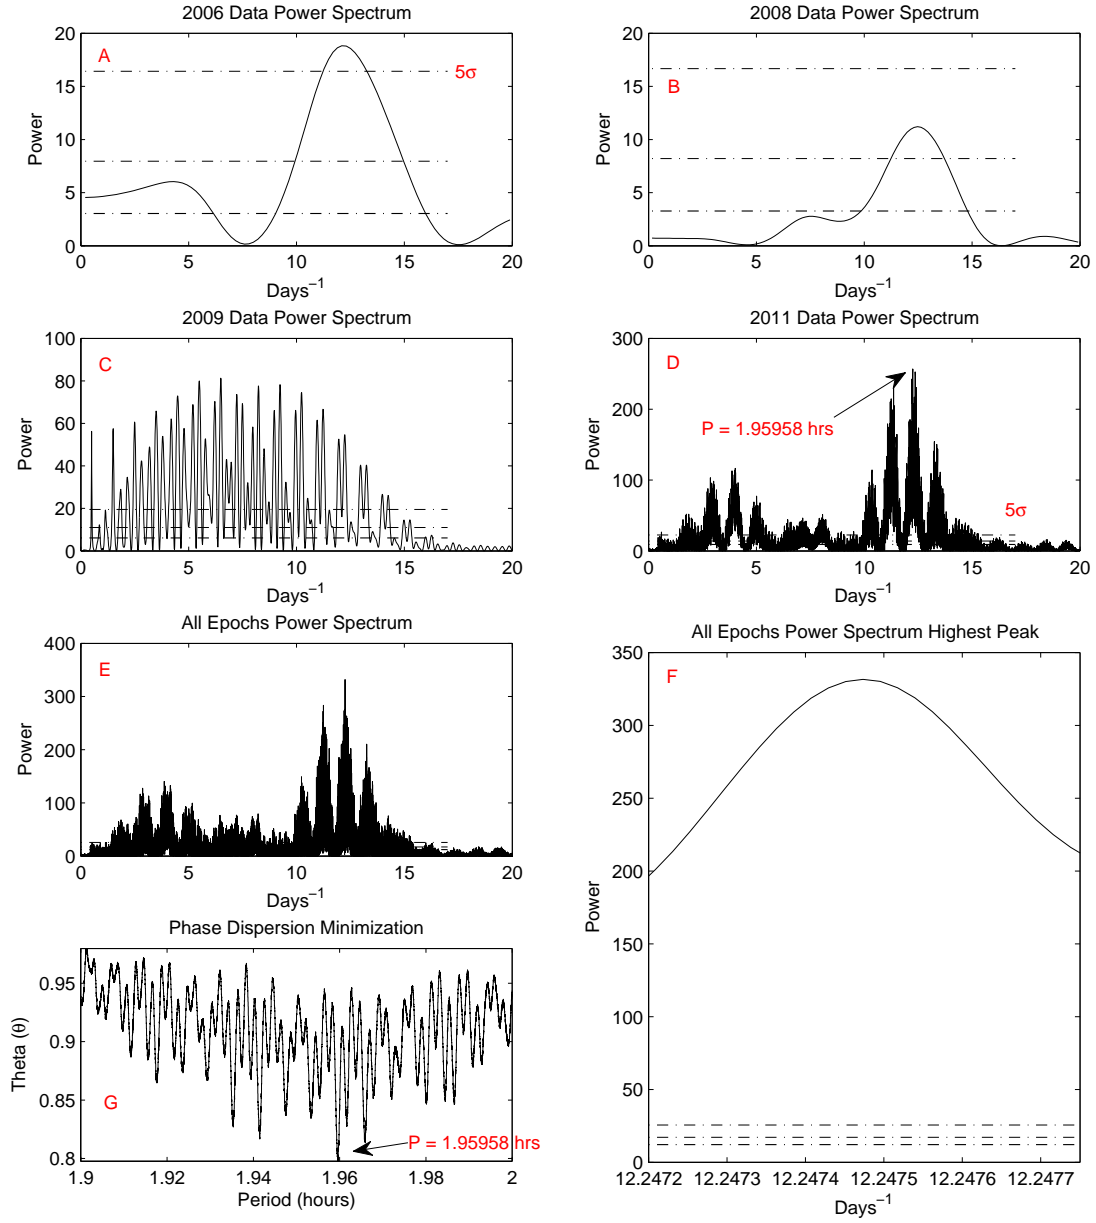 2006 Data Power Spectrum
A
5σ
20
15
10
5
0
Power
0 5 10 15 20
Days⁻¹
2008 Data Power Spectrum
B
20
15
10
5
0
Power
0 5 10 15 20
Days⁻¹
2009 Data Power Spectrum
C
100
80
60
40
20
0
Power
0 5 10 15 20
Days⁻¹
2011 Data Power Spectrum
D
P = 1.95958 hrs
5σ
300
200
100
0
Power
0 5 10 15 20
Days⁻¹
All Epochs Power Spectrum
E
400
300
200
100
0
Power
0 5 10 15 20
Days⁻¹
All Epochs Power Spectrum Highest Peak
F
350
300
250
200
150
100
50
0
Power
12.2472 12.2473 12.2474 12.2475 12.2476 12.2477
Days⁻¹
Phase Dispersion Minimization
0.95
0.9
0.85
0.8
Theta (θ)
G
P = 1.95958 hrs
1.9 1.92 1.94 1.96 1.98 2
Period (hours)